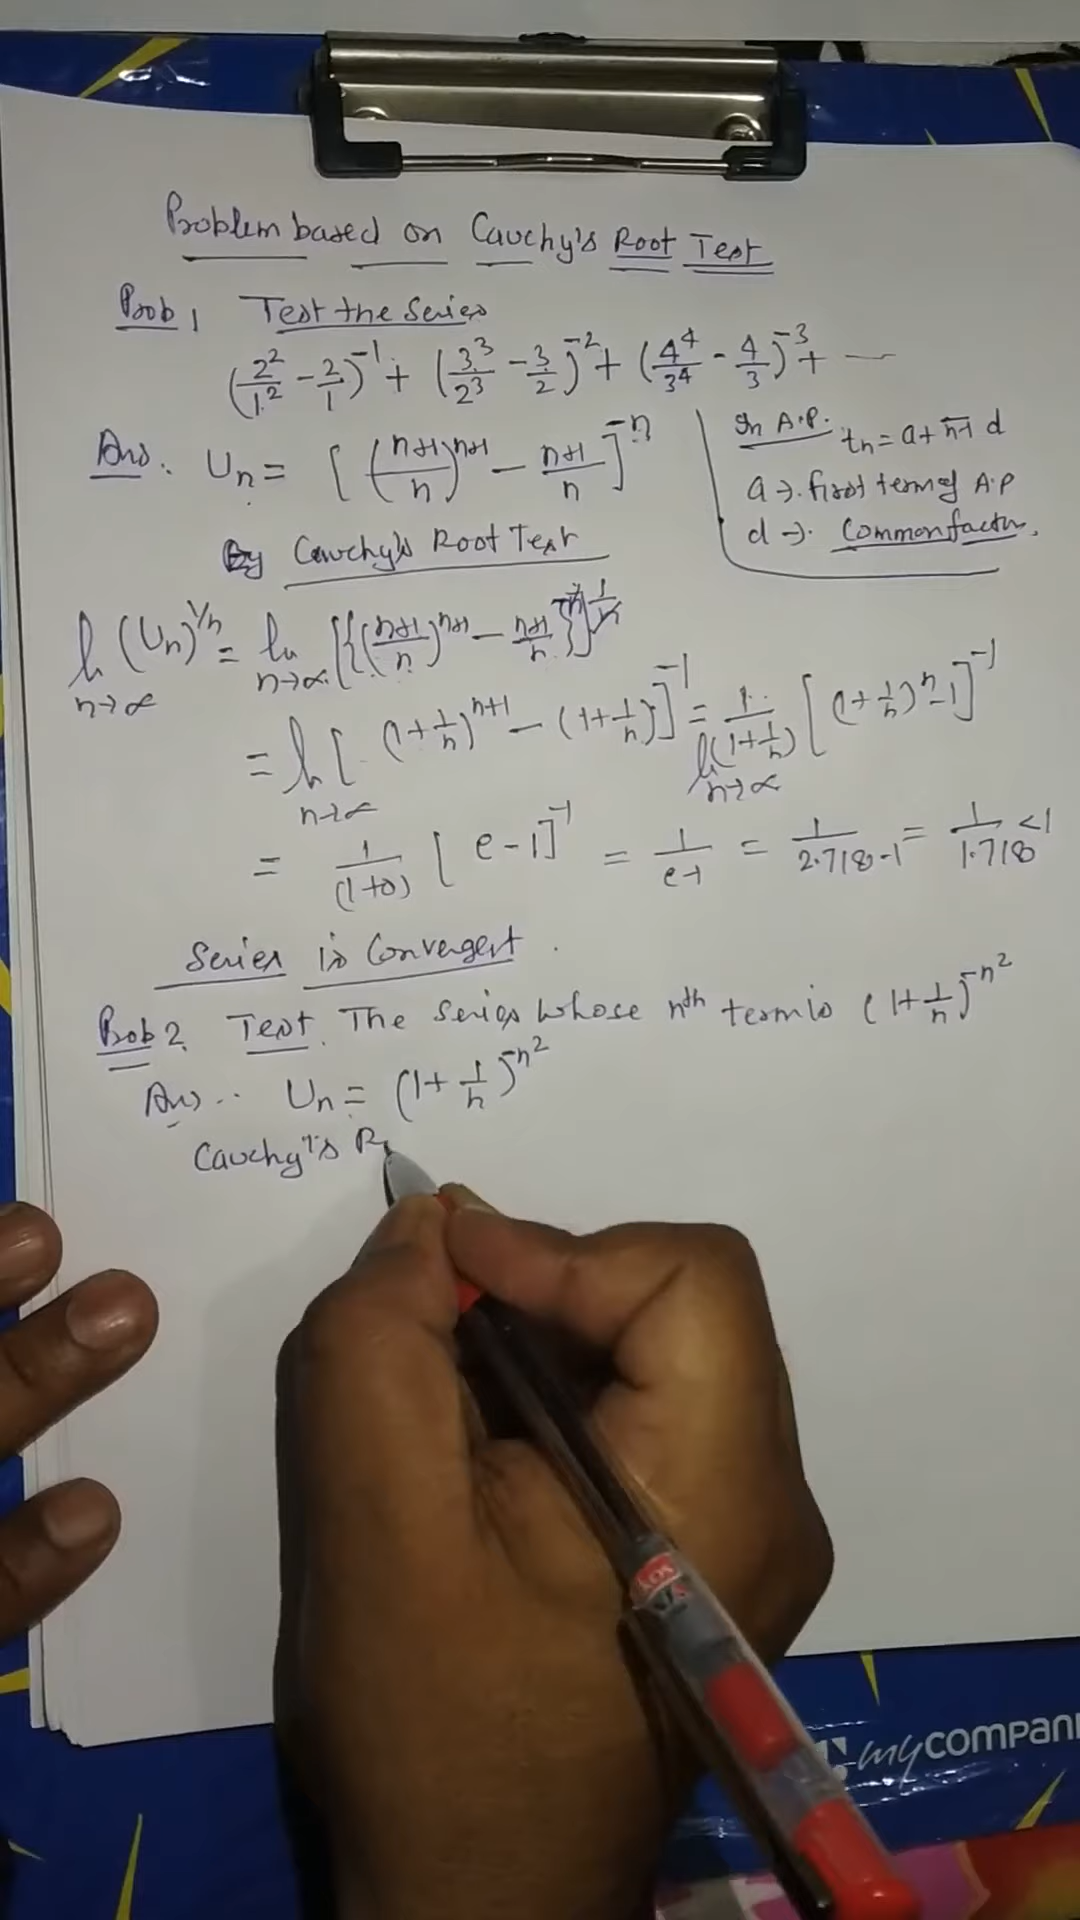 Problem based on Cauchy's Root Test
Prob 1 Test the Series
(2²/1² - 2/1)⁻¹ + (3³/2³ - 3/2)⁻² + (4⁴/3⁴ - 4/3)⁻³ + —
Ans. Uₙ = [((n+1)/n)ⁿ⁺¹ - (n+1)/n]⁻ⁿ
In A.P. tₙ = a + n-1 d
a → first term of A.P
d → Common factor.
By Cauchy's Root Test
lim n→∞ (Uₙ)^1/n = lim n→∞ [{((n+1)/n)ⁿ⁺¹ - (n+1)/n}⁻ⁿ]^1/n
= lim n→∞ [(1+1/n)ⁿ⁺¹ - (1+1/n)]⁻¹ = 1/(lim n→∞ (1+1/n)) [(1+1/n)ⁿ - 1]⁻¹
= 1/(1+0) [e-1]⁻¹ = 1/(e-1) = 1/(2.718-1) = 1/1.718 < 1
Series is Convergent.
Prob 2. Test. The series whose nth term is (1+1/n)^-n²
Ans.. Uₙ = (1+1/n)^-n²
Cauchy's R
mycompany